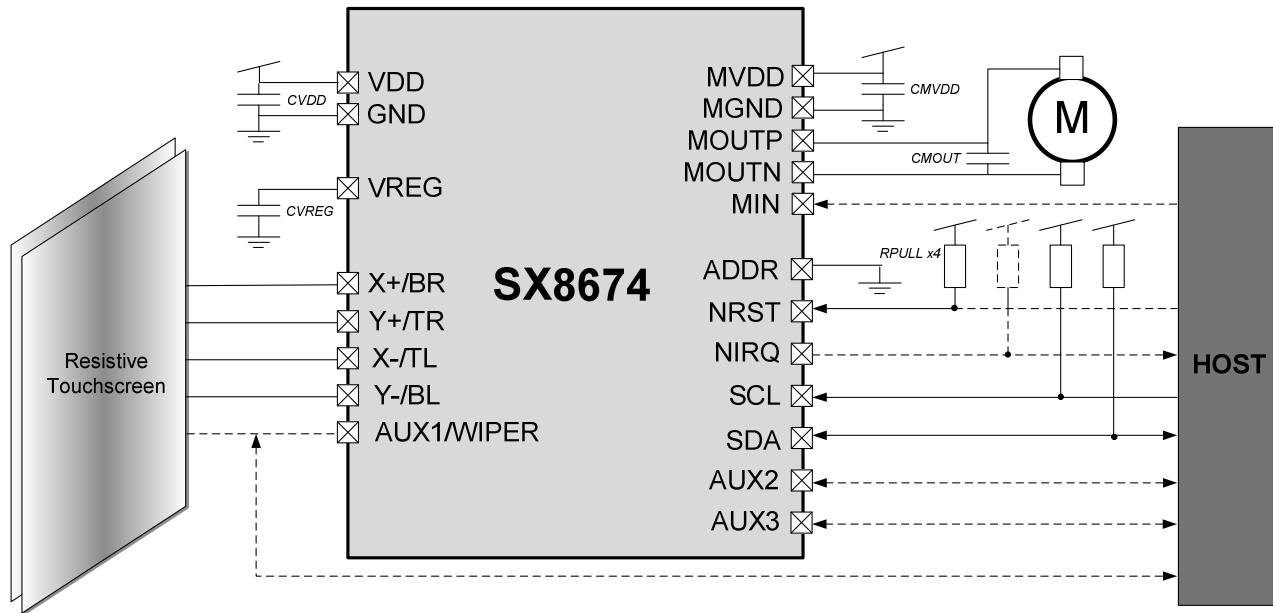 VDD
CVDD
GND
VREG
CVREG
X+/BR
Y+/TR
X-/TL
Y-/BL
AUX1/WIPER
Resistive
Touchscreen
SX8674
MVDD
MGND
MOUTP
MOUTN
MIN
ADDR
NRST
NIRQ
SCL
SDA
AUX2
AUX3
CMVDD
CMOUT
M
RPULL x4
HOST